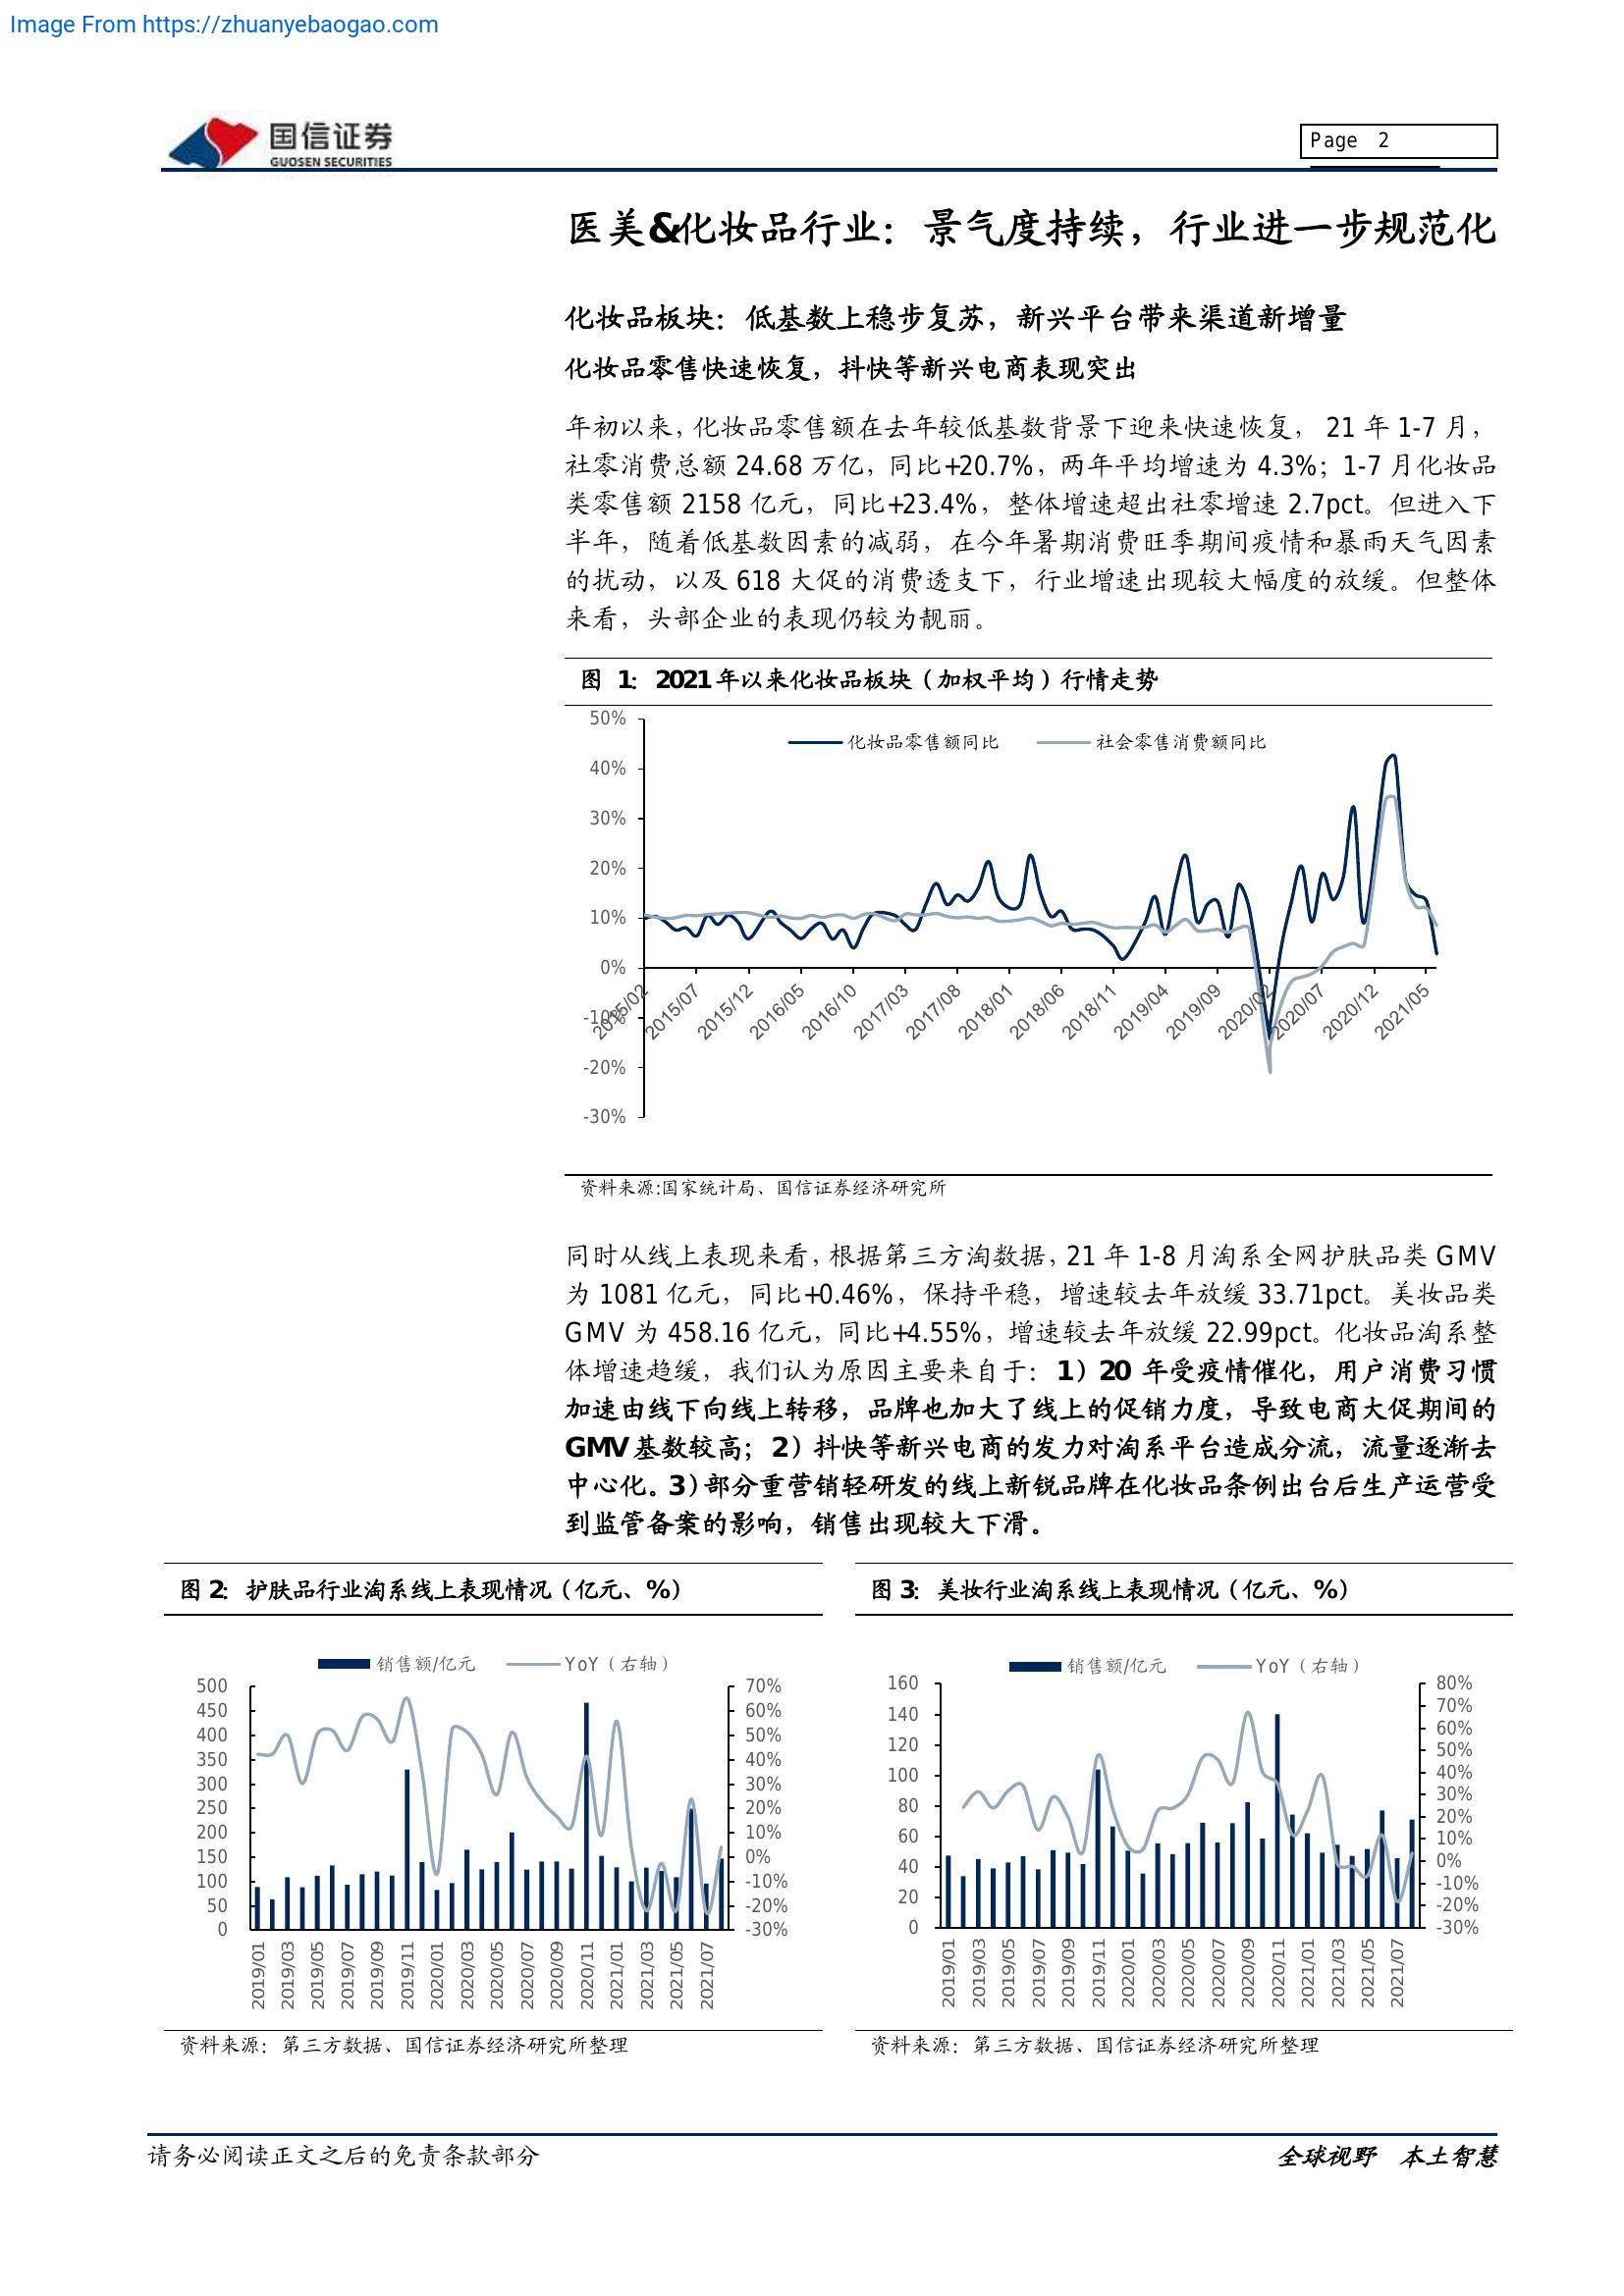 Image From https://zhuanyebaogao.com
国信证券
GUOSEN SECURITIES
Page 2
医美&化妆品行业：景气度持续，行业进一步规范化
化妆品板块：低基数上稳步复苏，新兴平台带来渠道新增量
化妆品零售快速恢复，抖快等新兴电商表现突出
年初以来，化妆品零售额在去年较低基数背景下迎来快速恢复， 21 年 1-7 月，
社零消费总额 24.68 万亿，同比+20.7%，两年平均增速为 4.3%；1-7 月化妆品
类零售额 2158 亿元，同比+23.4%，整体增速超出社零增速 2.7pct。但进入下
半年，随着低基数因素的减弱，在今年暑期消费旺季期间疫情和暴雨天气因素
的扰动，以及 618 大促的消费透支下，行业增速出现较大幅度的放缓。但整体
来看，头部企业的表现仍较为靓丽。
图 1：2021 年以来化妆品板块（加权平均）行情走势
化妆品零售额同比 社会零售消费额同比
50%
40%
30%
20%
10%
0%
-10%
-20%
-30%
2015/02 2015/07 2015/12 2016/05 2016/10 2017/03 2017/08 2018/01 2018/06 2018/11 2019/04 2019/09 2020/02 2020/07 2020/12 2021/05
资料来源:国家统计局、国信证券经济研究所
同时从线上表现来看，根据第三方淘数据，21 年 1-8 月淘系全网护肤品类 GMV
为 1081 亿元，同比+0.46%，保持平稳，增速较去年放缓 33.71pct。美妆品类
GMV 为 458.16 亿元，同比+4.55%，增速较去年放缓 22.99pct。化妆品淘系整
体增速趋缓，我们认为原因主要来自于：1）20 年受疫情催化，用户消费习惯
加速由线下向线上转移，品牌也加大了线上的促销力度，导致电商大促期间的
GMV 基数较高；2）抖快等新兴电商的发力对淘系平台造成分流，流量逐渐去
中心化。3）部分重营销轻研发的线上新锐品牌在化妆品条例出台后生产运营受
到监管备案的影响，销售出现较大下滑。
图 2：护肤品行业淘系线上表现情况（亿元、%）
销售额/亿元 YoY（右轴）
500 70%
450 60%
400 50%
350 40%
300 30%
250 20%
200 10%
150 0%
100 -10%
50 -20%
0 -30%
2019/01 2019/03 2019/05 2019/07 2019/09 2019/11 2020/01 2020/03 2020/05 2020/07 2020/09 2020/11 2021/01 2021/03 2021/05 2021/07
资料来源：第三方数据、国信证券经济研究所整理
图 3：美妆行业淘系线上表现情况（亿元、%）
销售额/亿元 YoY（右轴）
160
140
120
100
80
60
40
20
0
80%
70%
60%
50%
40%
30%
20%
10%
0%
-10%
-20%
-30%
2019/01 2019/03 2019/05 2019/07 2019/09 2019/11 2020/01 2020/03 2020/05 2020/07 2020/09 2020/11 2021/01 2021/03 2021/05 2021/07
资料来源：第三方数据、国信证券经济研究所整理
请务必阅读正文之后的免责条款部分
全球视野 本土智慧